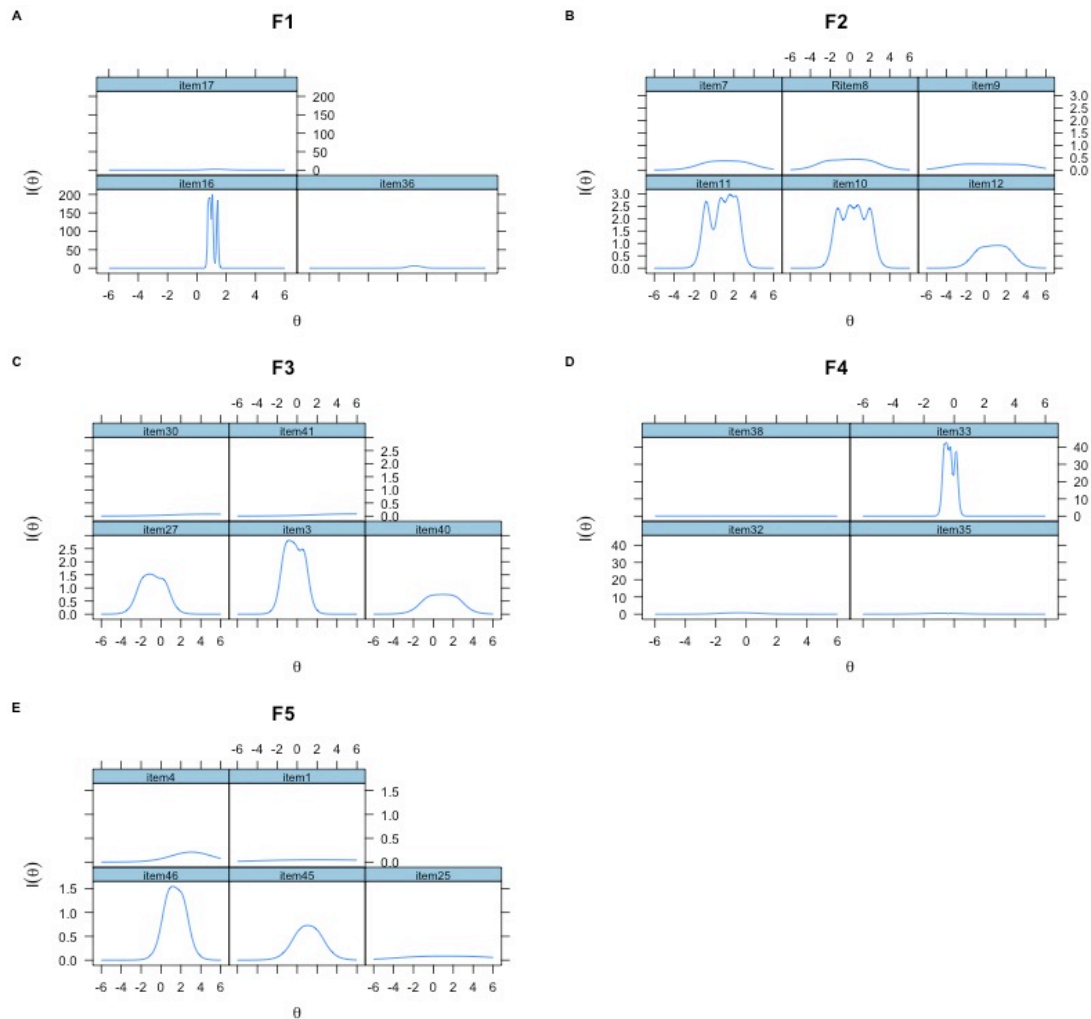 A
F1
item17
200
150
100
50
0
I(θ)
item16
item36
200
150
100
50
0
-6 -4 -2 0 2 4 6
θ
B
F2
-6 -4 -2 0 2 4 6
item7 Ritem8 item9
3.0
2.5
2.0
1.5
1.0
0.5
0.0
I(θ)
item11 item10 item12
3.0
2.5
2.0
1.5
1.0
0.5
0.0
-6 -4 -2 0 2 4 6 -6 -4 -2 0 2 4 6
θ
C
F3
-6 -4 -2 0 2 4 6
item30 item41
2.5
2.0
1.5
1.0
0.5
0.0
I(θ)
item27 item3 item40
2.5
2.0
1.5
1.0
0.5
0.0
-6 -4 -2 0 2 4 6 -6 -4 -2 0 2 4 6
θ
D
F4
-6 -4 -2 0 2 4 6
item38 item33
40
30
20
10
0
I(θ)
item32 item35
40
30
20
10
0
-6 -4 -2 0 2 4 6
θ
E
F5
-6 -4 -2 0 2 4 6
item4 item1
1.5
1.0
0.5
0.0
I(θ)
item46 item45 item25
1.5
1.0
0.5
0.0
-6 -4 -2 0 2 4 6 -6 -4 -2 0 2 4 6
θ